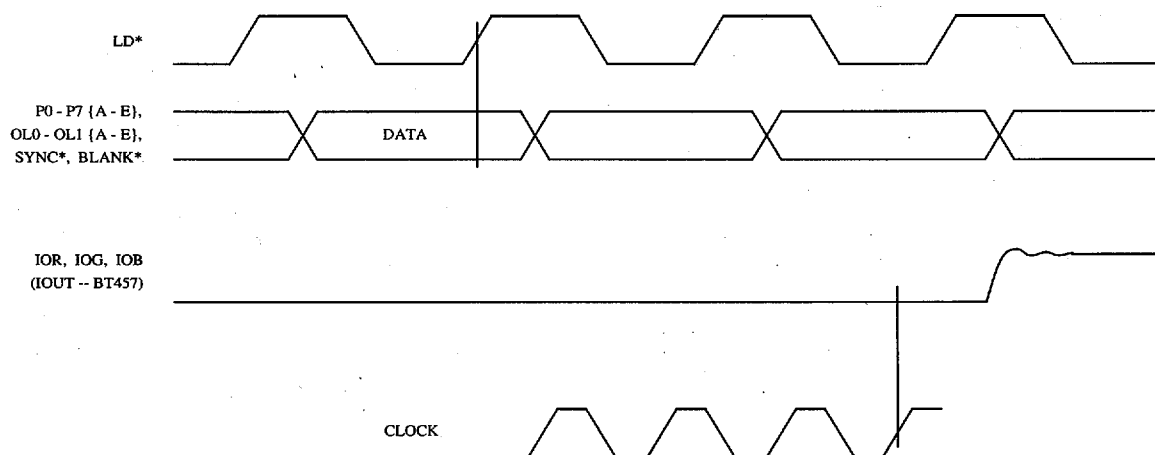 LD*
P0 - P7 {A - E},
OL0 - OL1 {A - E},
SYNC*, BLANK*
DATA
IOR, IOG, IOB
(IOUT -- BT457)
CLOCK